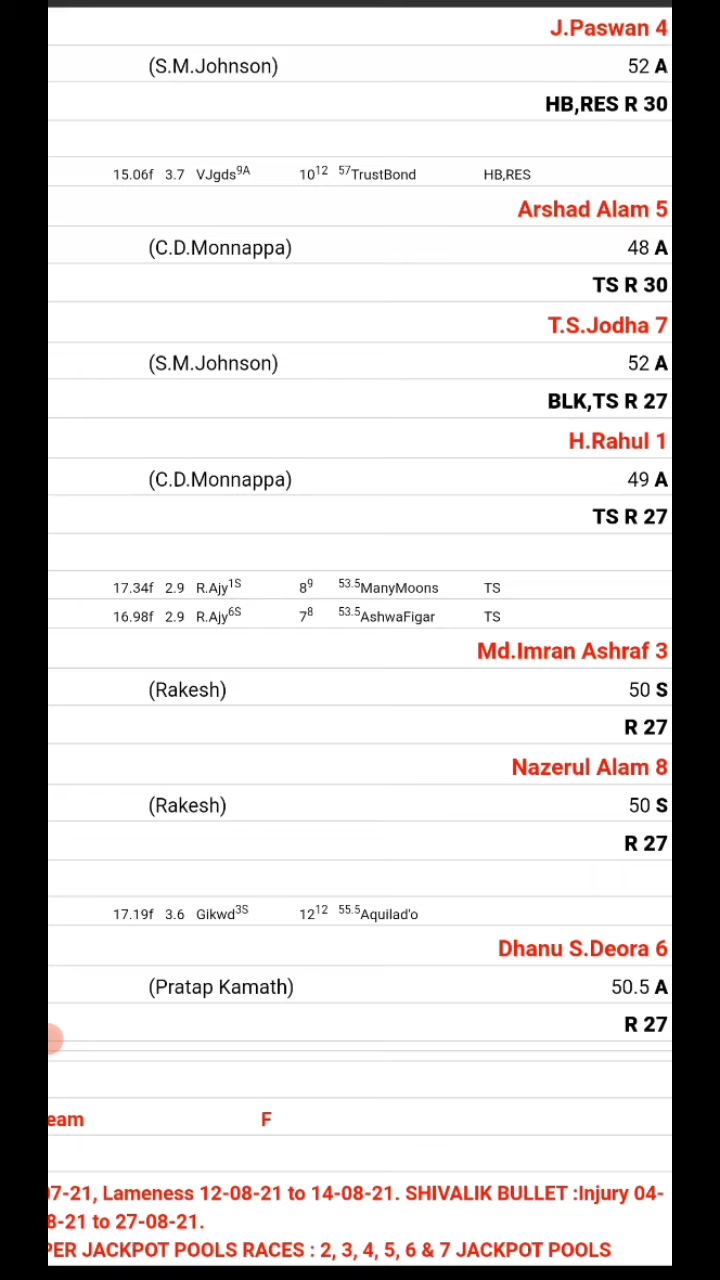 J.Paswan 4
(S.M.Johnson) 52 A
HB,RES R 30
15.06f 3.7 VJgds9A 1012 57TrustBond HB,RES
Arshad Alam 5
(C.D.Monnappa) 48 A
TS R 30
T.S.Jodha 7
(S.M.Johnson) 52 A
BLK,TS R 27
H.Rahul 1
(C.D.Monnappa) 49 A
TS R 27
17.34f 2.9 R.Ajy1S 89 53.5ManyMoons TS
16.98f 2.9 R.Ajy6S 78 53.5AshwaFigar TS
Md.Imran Ashraf 3
(Rakesh) 50 S
R 27
Nazerul Alam 8
(Rakesh) 50 S
R 27
17.19f 3.6 Gikwd3S 1212 55.5Aquilad'o
Dhanu S.Deora 6
(Pratap Kamath) 50.5 A
R 27
eam F
07-21, Lameness 12-08-21 to 14-08-21. SHIVALIK BULLET :Injury 04-
8-21 to 27-08-21.
PER JACKPOT POOLS RACES : 2, 3, 4, 5, 6 & 7 JACKPOT POOLS